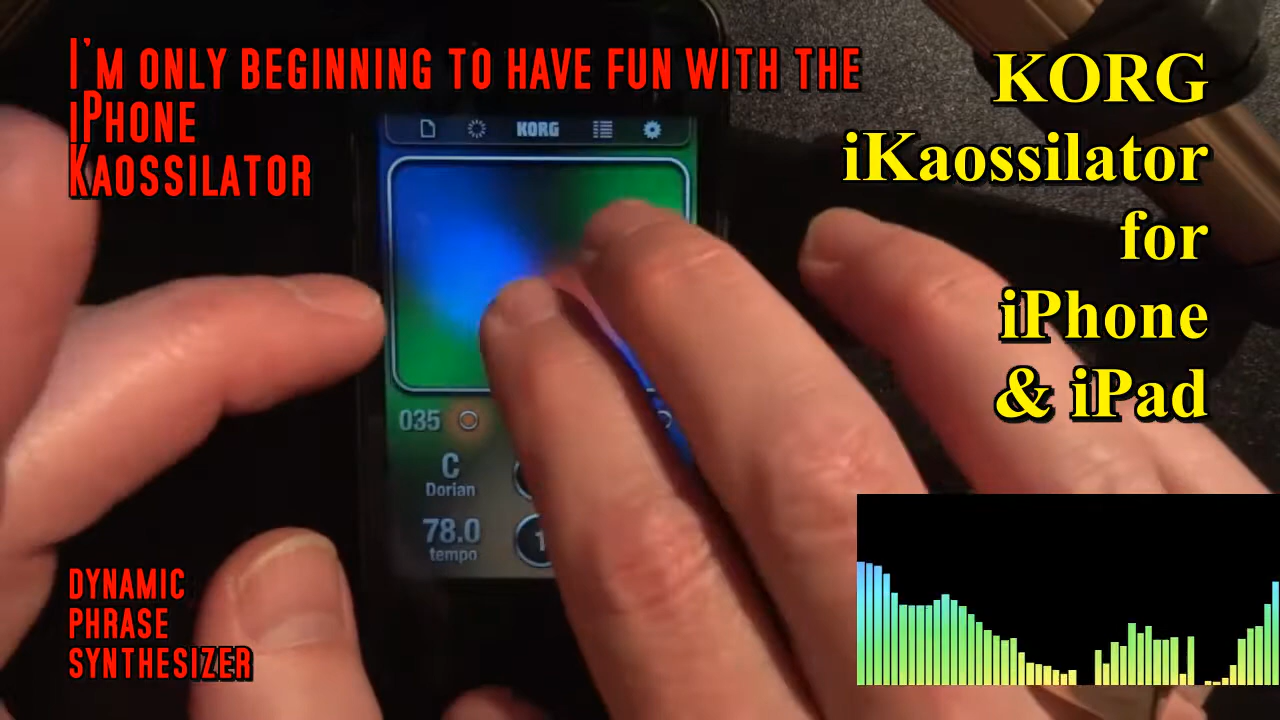 I'm only beginning to have fun with the
iPhone
Kaossilator
KORG
iKaossilator
for
iPhone
& iPad
KORG
035
C
Dorian
78.0
tempo
1
DYNAMIC
PHRASE
SYNTHESIZER